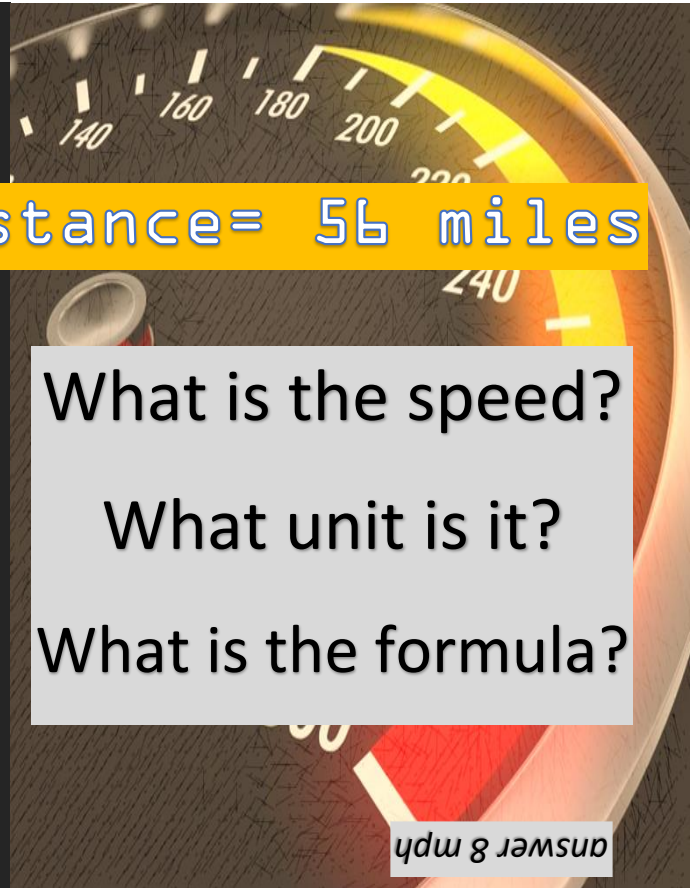 160
180
140
200
220
stance= 56 miles
240
What is the speed?
What unit is it?
What is the formula?
answer 8 mph